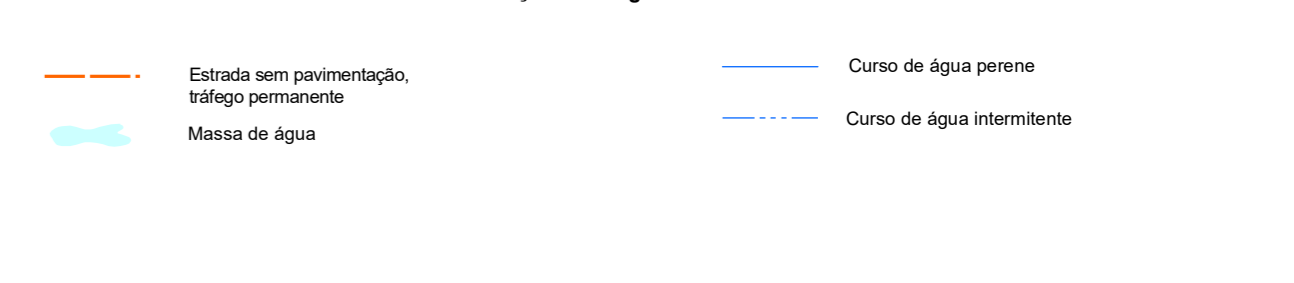 Estrada sem pavimentação,
tráfego permanente
Massa de água
Curso de água perene
Curso de água intermitente